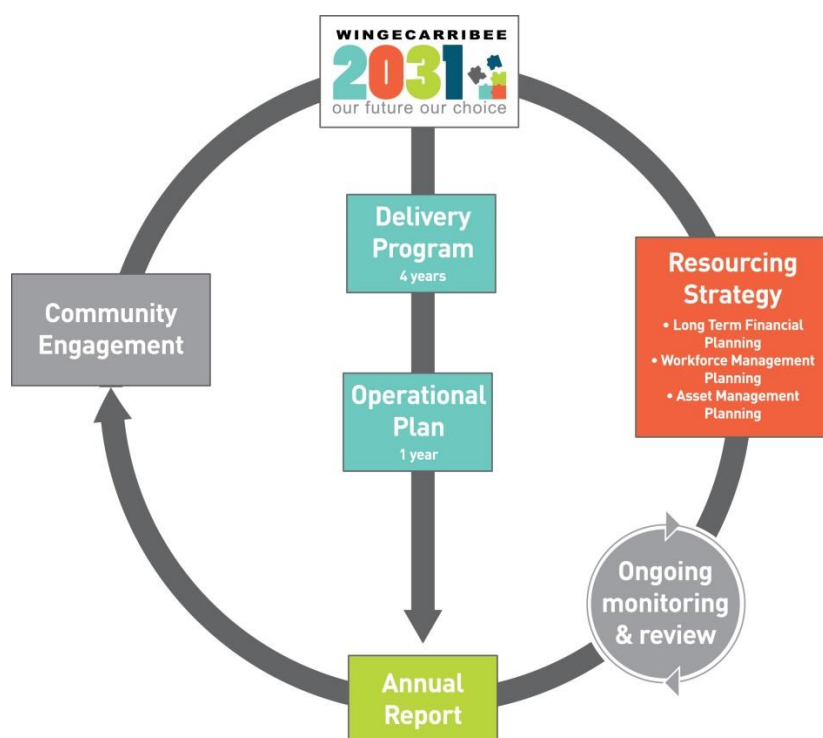 WINGECARRIBEE
2031
our future our choice
Delivery
Program
4 years
Community
Engagement
Resourcing
Strategy
• Long Term Financial
Planning
• Workforce Management
Planning
• Asset Management
Planning
Operational
Plan
1 year
Ongoing
monitoring
& review
Annual
Report